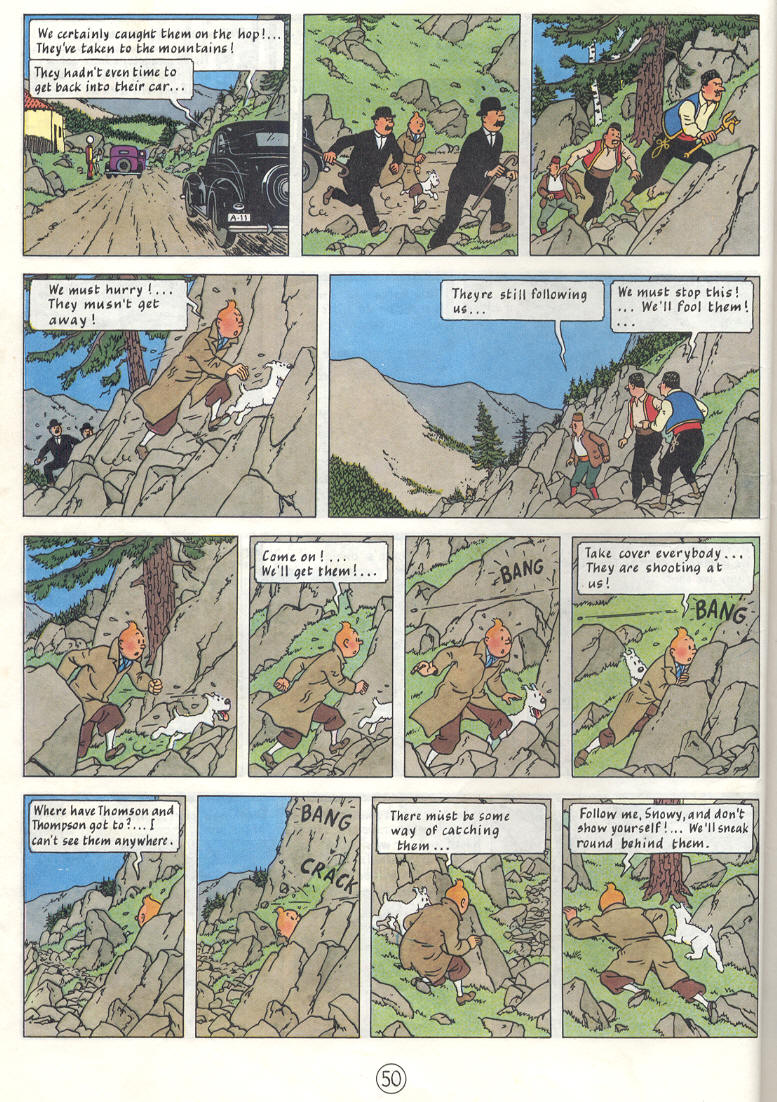 We certainly caught them on the hop!...
They've taken to the mountains!
They hadn't even time to
get back into their car...
A-11
We must hurry!...
They musn't get
away!
Theyre still following
us...
We must stop this!
... We'll fool them!
...
Come on!...
We'll get them!...
BANG
Take cover everybody...
They are shooting at
us!
BANG
Where have Thomson and
Thompson got to?... I
can't see them anywhere.
BANG
CRACK
There must be some
way of catching
them...
Follow me, Snowy, and don't
show yourself!... We'll sneak
round behind them.
50